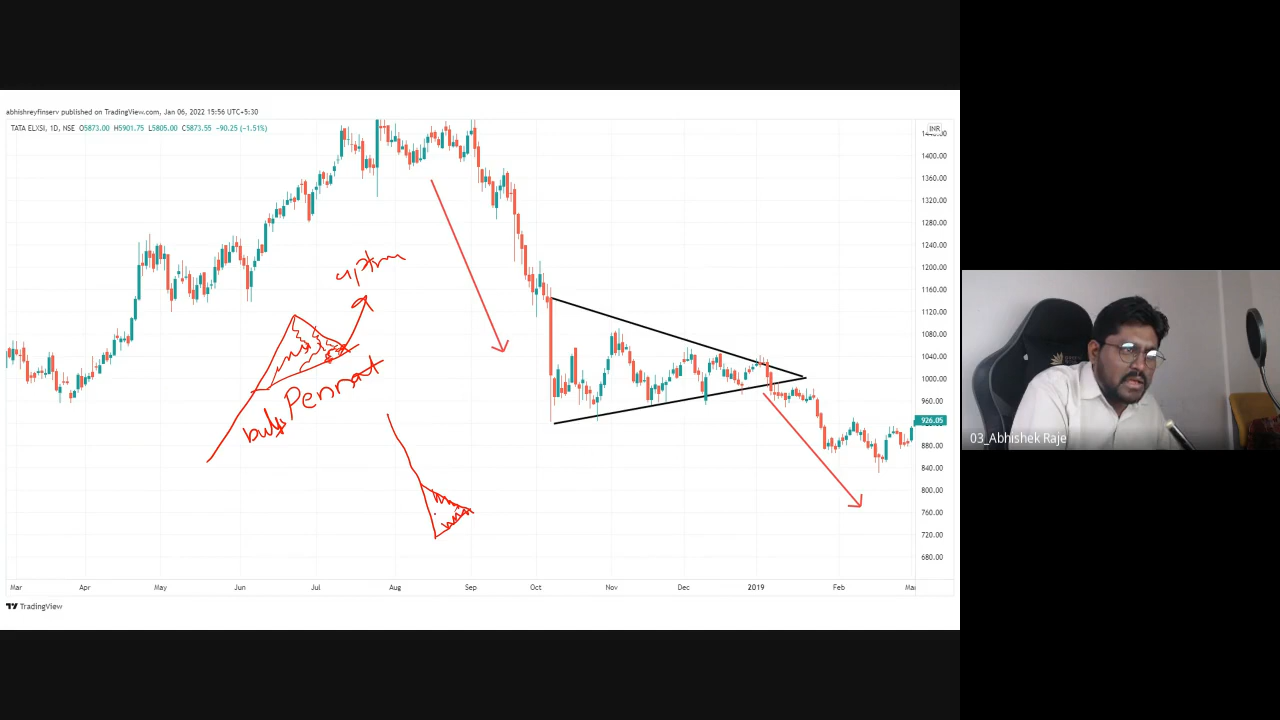 abhishreyfinserv published on TradingView.com, Jan 06, 2022 15:56 UTC+5:30
TATA ELXSI, 1D, NSE O5873.00 H5901.75 L5805.00 C5873.55 −90.25 (−1.51%)
INR
1400.00
1360.00
1320.00
1280.00
1240.00
1200.00
1160.00
1120.00
1080.00
1040.00
1000.00
960.00
926.05
880.00
840.00
800.00
760.00
720.00
680.00
Pennant
Mar Apr May Jun Jul Aug Sep Oct Nov Dec 2019 Feb
TradingView
03_Abhishek Raje